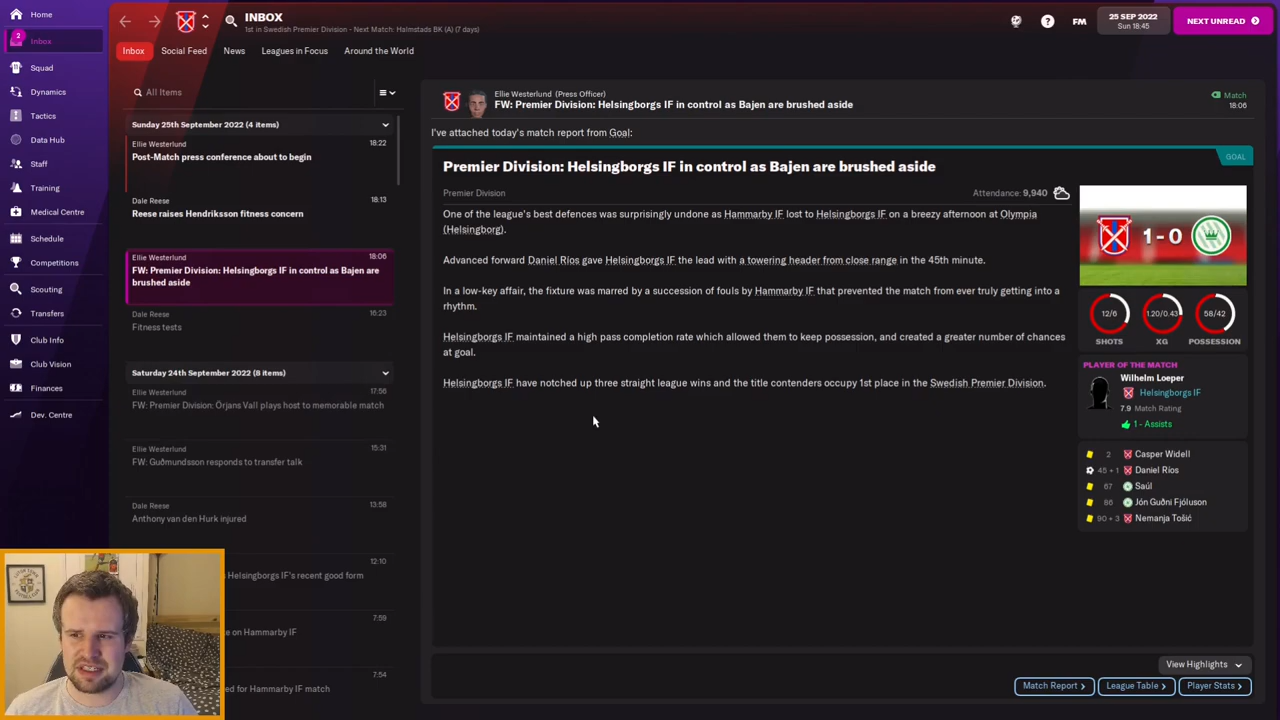 Home
2
Inbox
Squad
Dynamics
Tactics
Data Hub
Staff
Training
Medical Centre
Schedule
Competitions
Scouting
Transfers
Club Info
Club Vision
Finances
Dev. Centre
INBOX
1st in Swedish Premier Division - Next Match: Halmstads BK (A) (7 days)
FM
25 SEP 2022
Sun 18:45
NEXT UNREAD
Inbox
Social Feed
News
Leagues in Focus
Around the World
All Items
Sunday 25th September 2022 (4 items)
Ellie Westerlund 18:22
Post-Match press conference about to begin
Dale Reese 18:13
Reese raises Hendriksson fitness concern
Ellie Westerlund 18:06
FW: Premier Division: Helsingborgs IF in control as Bajen are
brushed aside
Dale Reese 16:23
Fitness tests
Saturday 24th September 2022 (8 items)
Ellie Westerlund 17:56
FW: Premier Division: Örjans Vall plays host to memorable match
Ellie Westerlund 15:31
FW: Guðmundsson responds to transfer talk
Dale Reese 13:58
Anthony van den Hurk injured
12:10
Helsingborgs IF's recent good form
7:59
on Hammarby IF
7:54
for Hammarby IF match
Ellie Westerlund (Press Officer)
FW: Premier Division: Helsingborgs IF in control as Bajen are brushed aside
Match
18:06
I've attached today's match report from Goal:
GOAL
Premier Division: Helsingborgs IF in control as Bajen are brushed aside
Premier Division
Attendance: 9,940
One of the league's best defences was surprisingly undone as Hammarby IF lost to Helsingborgs IF on a breezy afternoon at Olympia
(Helsingborg).
Advanced forward Daniel Ríos gave Helsingborgs IF the lead with a towering header from close range in the 45th minute.
In a low-key affair, the fixture was marred by a succession of fouls by Hammarby IF that prevented the match from ever truly getting into a
rhythm.
Helsingborgs IF maintained a high pass completion rate which allowed them to keep possession, and created a greater number of chances
at goal.
Helsingborgs IF have notched up three straight league wins and the title contenders occupy 1st place in the Swedish Premier Division.
1 - 0
12/6
1.20/0.43
58/42
SHOTS
XG
POSSESSION
PLAYER OF THE MATCH
Wilhelm Loeper
Helsingborgs IF
7.9 Match Rating
1 - Assists
2 Casper Widell
45 + 1 Daniel Ríos
67 Saúl
86 Jón Guðni Fjóluson
90 + 3 Nemanja Tošić
View Highlights
Match Report
League Table
Player Stats